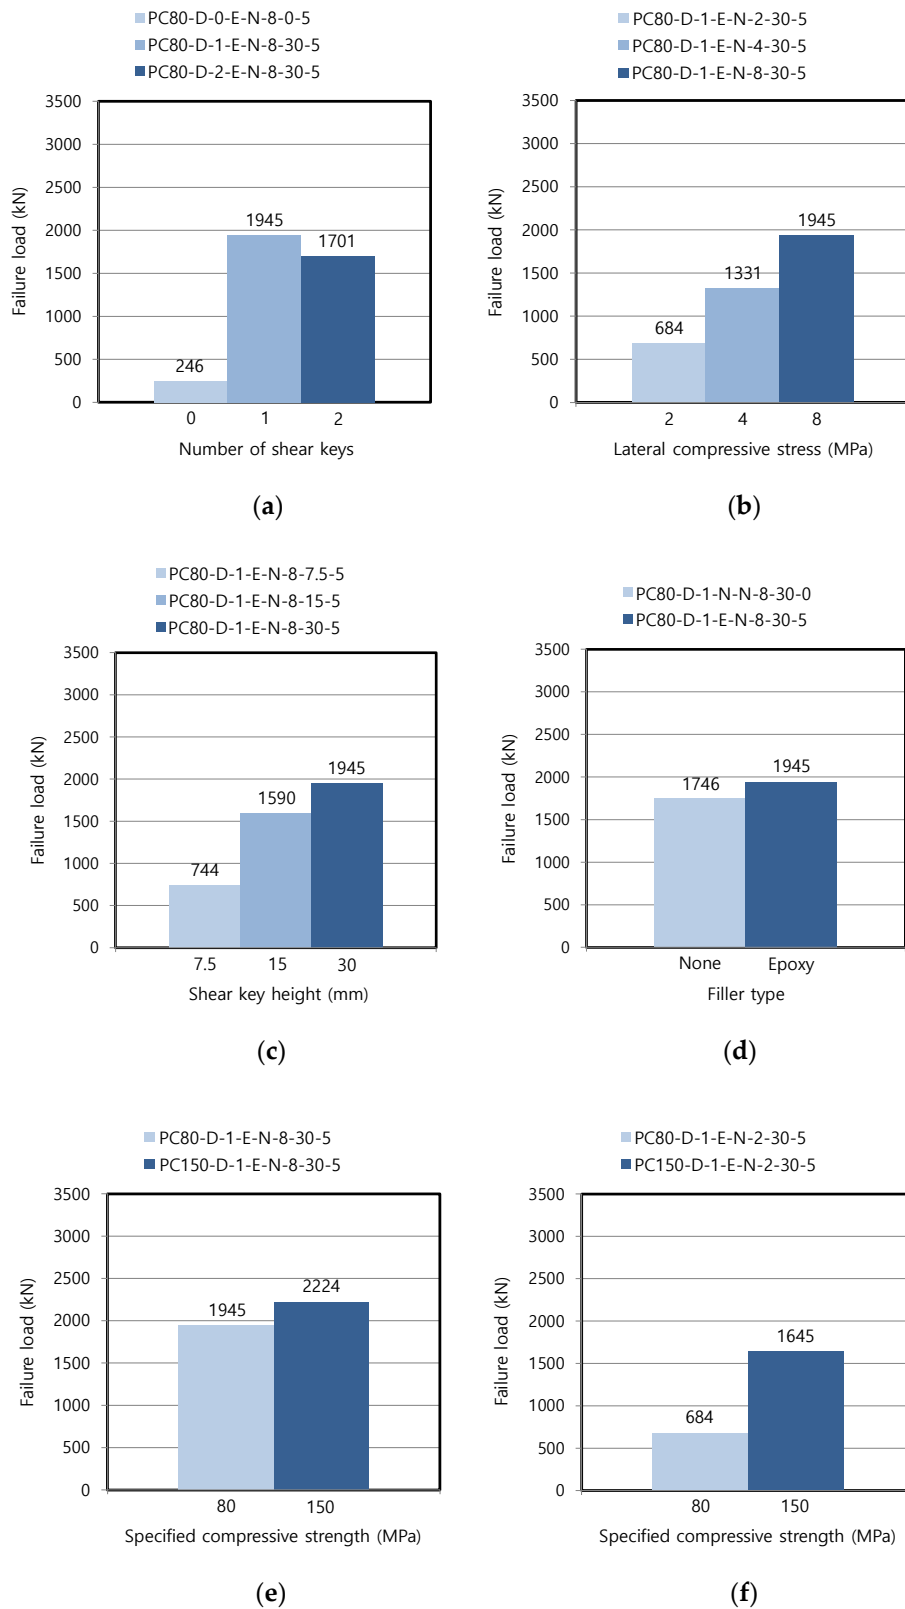 PC80-D-0-E-N-8-0-5
PC80-D-1-E-N-8-30-5
PC80-D-2-E-N-8-30-5
3500
3000
2500
2000
1500
1000
500
0
Failure load (kN)
246
1945
1701
0 1 2
Number of shear keys
(a)
PC80-D-1-E-N-2-30-5
PC80-D-1-E-N-4-30-5
PC80-D-1-E-N-8-30-5
3500
3000
2500
2000
1500
1000
500
0
Failure load (kN)
684
1331
1945
2 4 8
Lateral compressive stress (MPa)
(b)
PC80-D-1-E-N-8-7.5-5
PC80-D-1-E-N-8-15-5
PC80-D-1-E-N-8-30-5
3500
3000
2500
2000
1500
1000
500
0
Failure load (kN)
744
1590
1945
7.5 15 30
Shear key height (mm)
(c)
PC80-D-1-N-N-8-30-0
PC80-D-1-E-N-8-30-5
3500
3000
2500
2000
1500
1000
500
0
Failure load (kN)
1746
1945
None Epoxy
Filler type
(d)
PC80-D-1-E-N-8-30-5
PC150-D-1-E-N-8-30-5
3500
3000
2500
2000
1500
1000
500
0
Failure load (kN)
1945
2224
80 150
Specified compressive strength (MPa)
(e)
PC80-D-1-E-N-2-30-5
PC150-D-1-E-N-2-30-5
3500
3000
2500
2000
1500
1000
500
0
Failure load (kN)
684
1645
80 150
Specified compressive strength (MPa)
(f)